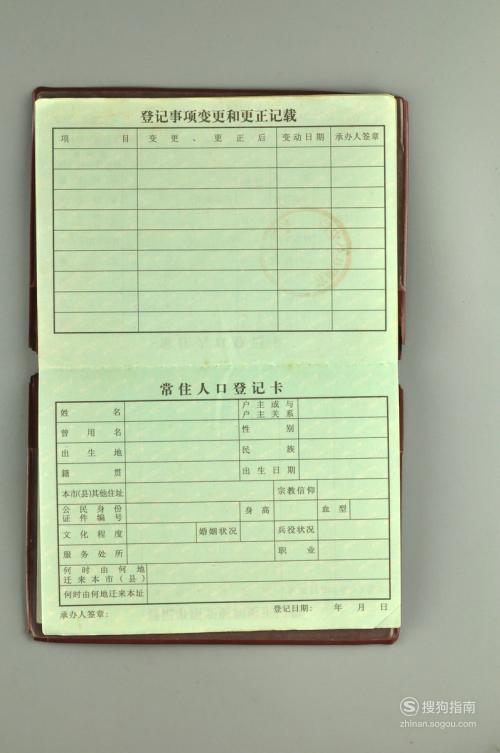 登记事项变更和更正记载
项 目 变 更 、 更 正 后 变动日期 承办人签章
常住人口登记卡
姓 名 户 主 或 与 户 主 关 系
曾 用 名 性 别
出 生 地 民 族
籍 贯 出 生 日 期
本市(县)其他住址 宗教信仰
公 民 身 份 证 件 编 号 身 高 血 型
文 化 程 度 婚姻状况 兵役状况
服 务 处 所 职 业
何 时 由 何 地 迁 来 本 市 ( 县 )
何时由何地迁来本址
承办人签章： 登记日期： 年 月 日
搜狗指南
zhinan.sogou.com